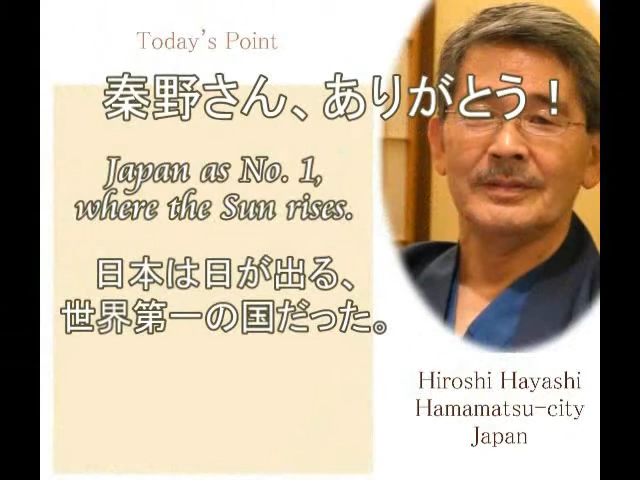 Today's Point
秦野さん、ありがとう！
Japan as No. 1,
where the Sun rises.
日本は日が出る、
世界第一の国だった。
Hiroshi Hayashi
Hamamatsu-city
Japan